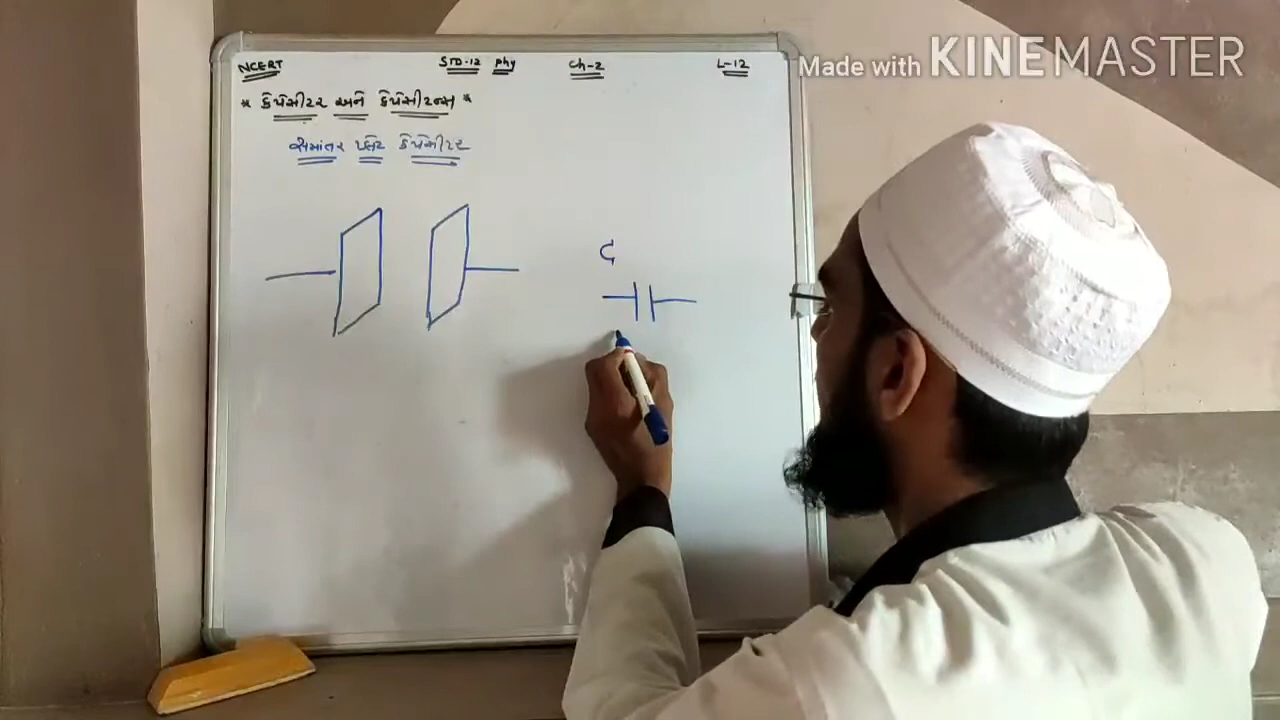 Made with KINEMASTER
NCERT STD-12 Phy Ch-2 L-12
* કેપેસીટર અને કેપેસીટન્સ *
સમાંતર પ્લેટ કેપેસીટર
C